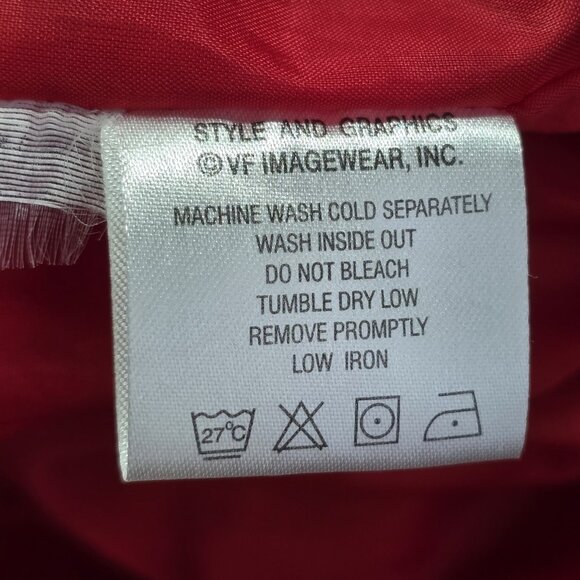 STYLE AND GRAPHICS
© VF IMAGEWEAR, INC.
MACHINE WASH COLD SEPARATELY
WASH INSIDE OUT
DO NOT BLEACH
TUMBLE DRY LOW
REMOVE PROMPTLY
LOW IRON
27°C